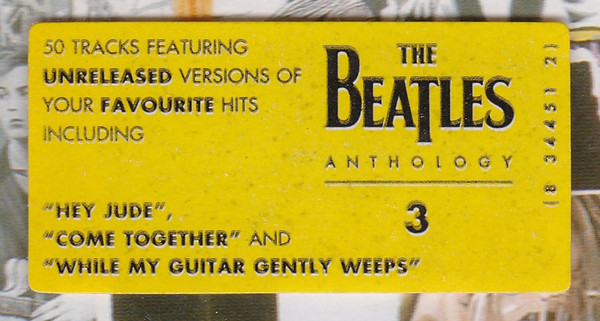 50 TRACKS FEATURING
UNRELEASED VERSIONS OF
YOUR FAVOURITE HITS
INCLUDING
"HEY JUDE",
"COME TOGETHER" AND
"WHILE MY GUITAR GENTLY WEEPS"
THE
BEATLES
ANTHOLOGY
3
(8 34451 2)